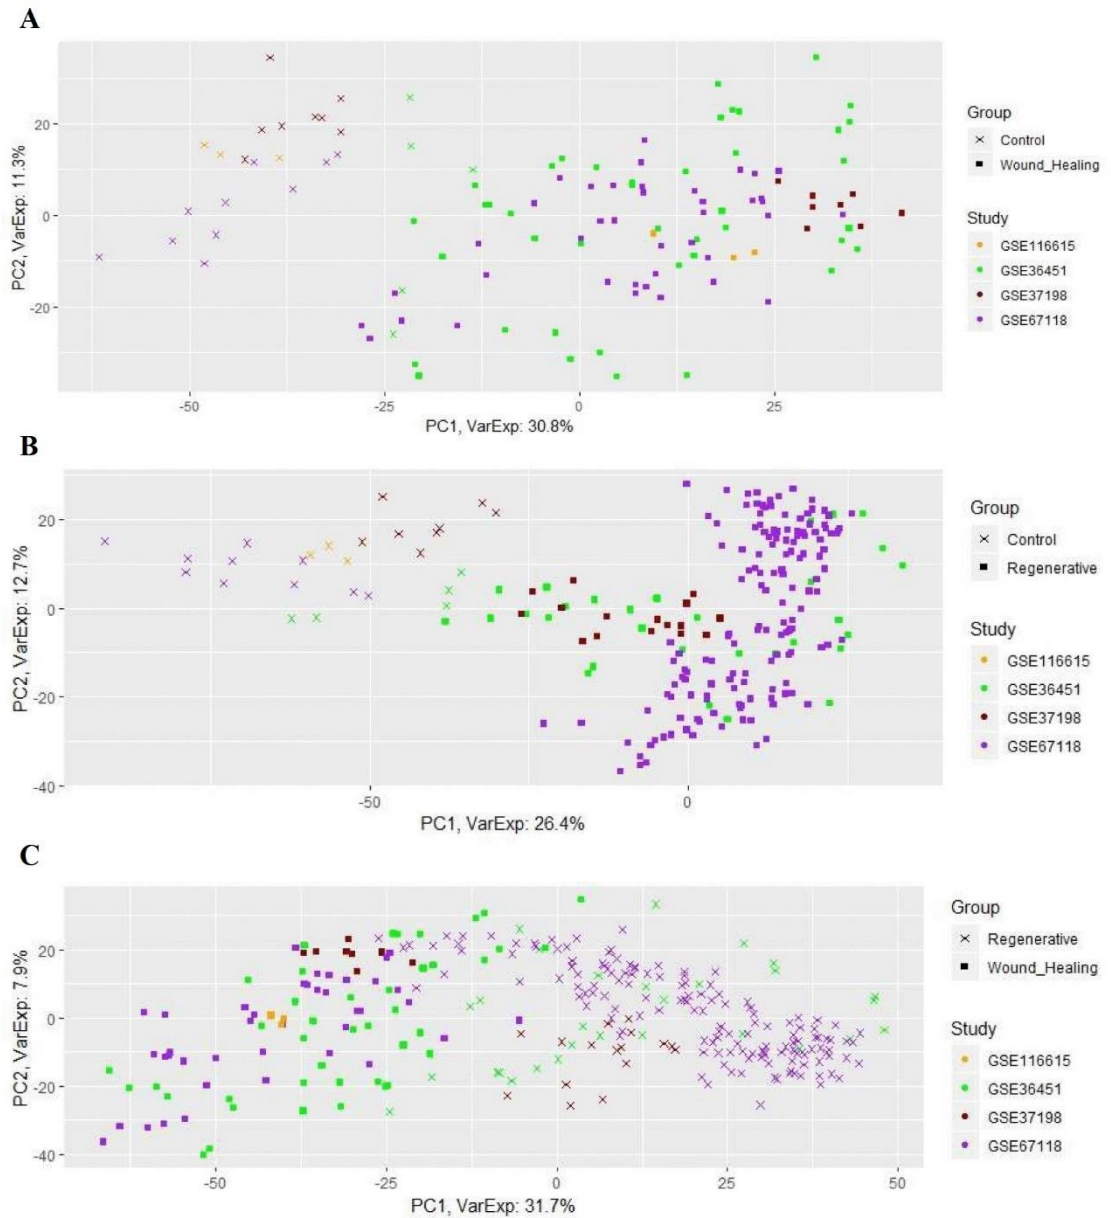 A
20
0
-20
PC2, VarExp: 11.3%
-50
-25
0
25
PC1, VarExp: 30.8%
Group
Control
Wound_Healing
Study
GSE116615
GSE36451
GSE37198
GSE67118
B
20
0
-20
-40
PC2, VarExp: 12.7%
-50
0
PC1, VarExp: 26.4%
Group
Control
Regenerative
Study
GSE116615
GSE36451
GSE37198
GSE67118
C
20
0
-20
-40
PC2, VarExp: 7.9%
-50
-25
0
25
50
PC1, VarExp: 31.7%
Group
Regenerative
Wound_Healing
Study
GSE116615
GSE36451
GSE37198
GSE67118